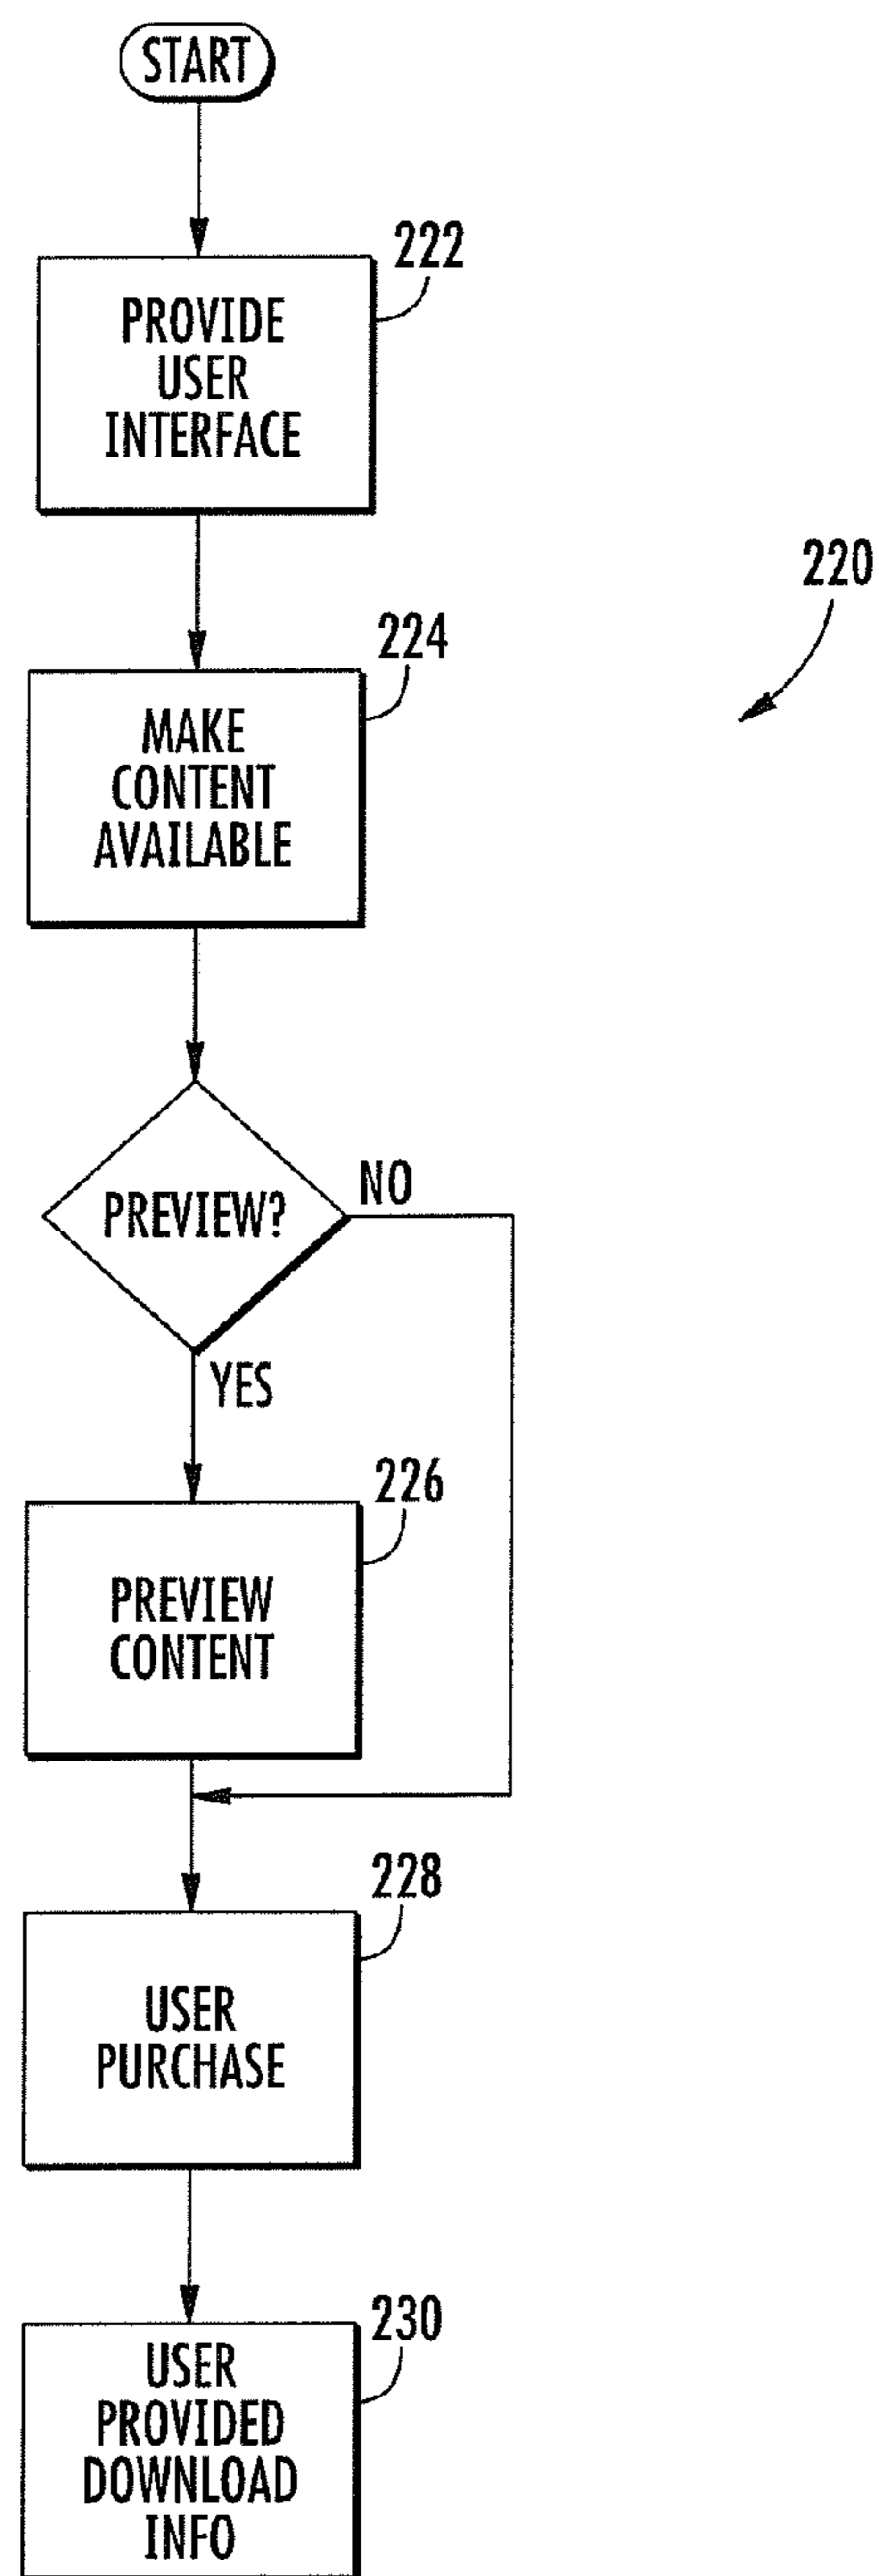 START
222
PROVIDE
USER
INTERFACE
220
224
MAKE
CONTENT
AVAILABLE
PREVIEW?
NO
YES
226
PREVIEW
CONTENT
228
USER
PURCHASE
230
USER
PROVIDED
DOWNLOAD
INFO